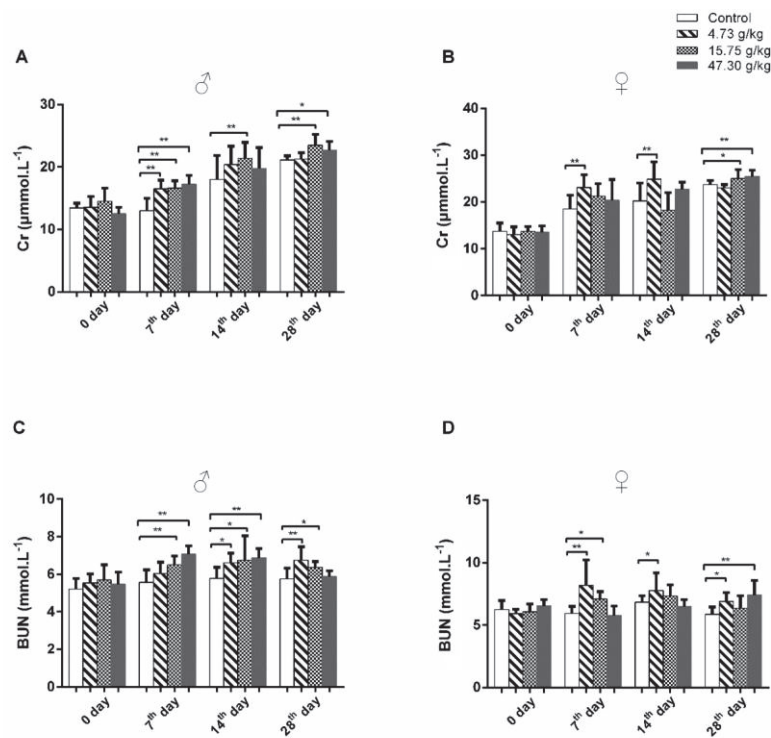 Control
4.73 g/kg
15.75 g/kg
47.30 g/kg
A
♂
Cr (μmmol.L⁻¹)
30
20
10
0
** ** **
**
* **
0 day
7th day
14th day
28th day
B
♀
Cr (μmmol.L⁻¹)
40
30
20
10
0
**
**
** *
0 day
7th day
14th day
28th day
C
♂
BUN (mmol.L⁻¹)
10
8
6
4
2
0
** **
** * *
* **
0 day
7th day
14th day
28th day
D
♀
BUN (mmol.L⁻¹)
15
10
5
0
* **
*
** *
0 day
7th day
14th day
28th day